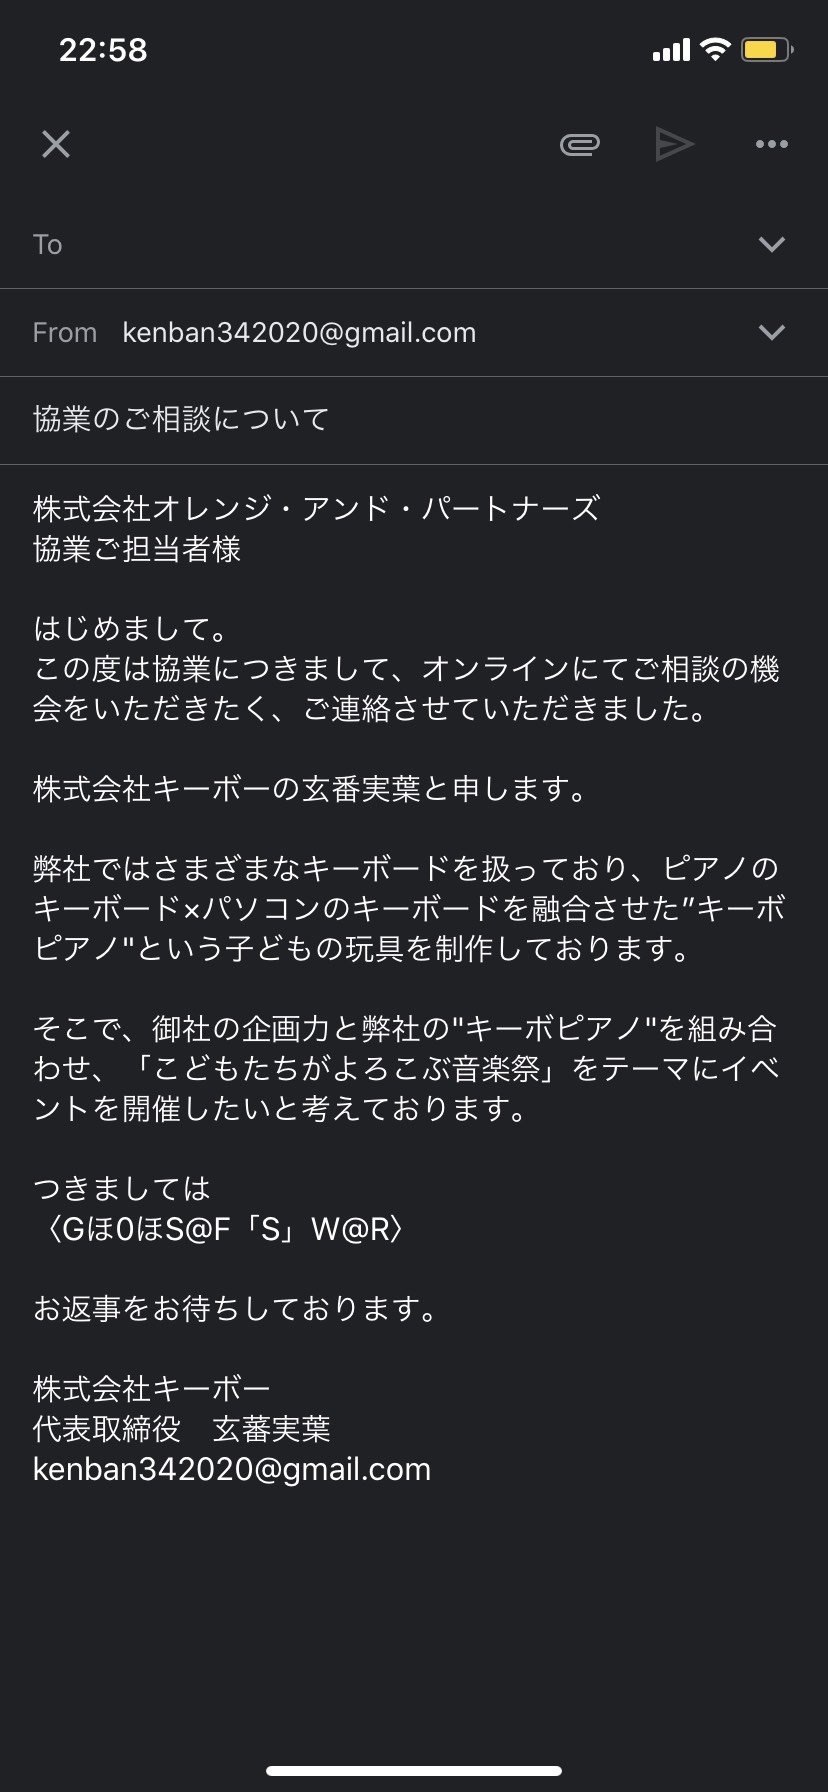 22:58
To
From kenban342020@gmail.com
協業のご相談について
株式会社オレンジ・アンド・パートナーズ
協業ご担当者様
はじめまして。
この度は協業につきまして、オンラインにてご相談の機
会をいただきたく、ご連絡させていただきました。
株式会社キーボーの玄番実葉と申します。
弊社ではさまざまなキーボードを扱っており、ピアノの
キーボード×パソコンのキーボードを融合させた”キーボ
ピアノ"という子どもの玩具を制作しております。
そこで、御社の企画力と弊社の"キーボピアノ"を組み合
わせ、「こどもたちがよろこぶ音楽祭」をテーマにイベ
ントを開催したいと考えております。
つきましては
〈Gほ0ほS@F「S」W@R〉
お返事をお待ちしております。
株式会社キーボー
代表取締役　玄蕃実葉
kenban342020@gmail.com